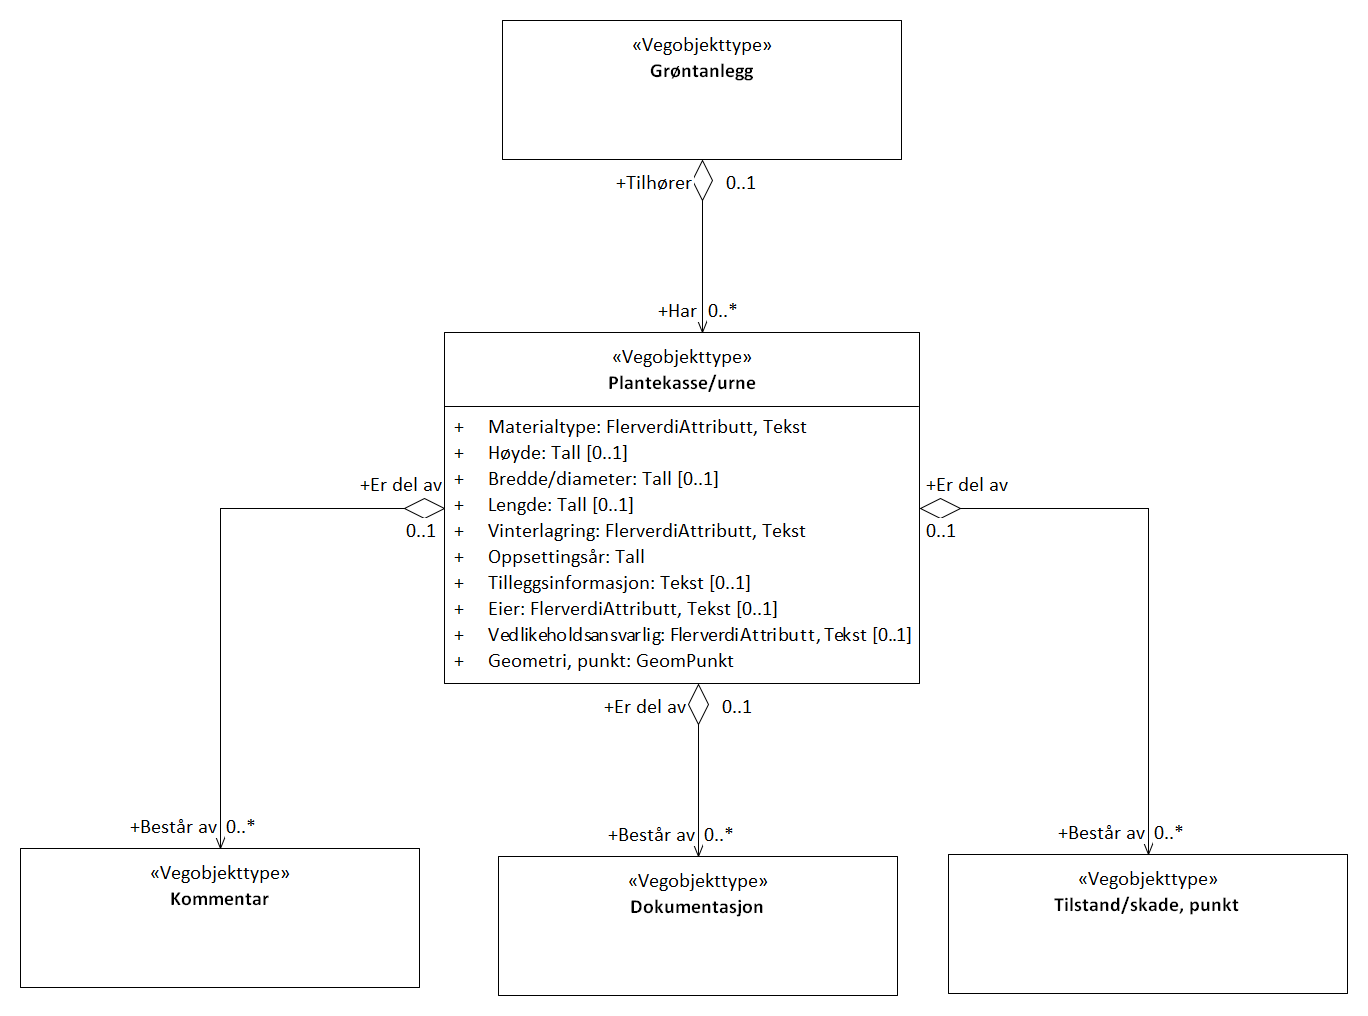 «Vegobjekttype»
Grøntanlegg
+Tilhører 0..1
+Har 0..*
«Vegobjekttype»
Plantekasse/urne
+ Materialtype: FlerverdiAttributt, Tekst
+ Høyde: Tall [0..1]
+ Bredde/diameter: Tall [0..1]
+ Lengde: Tall [0..1]
+ Vinterlagring: FlerverdiAttributt, Tekst
+ Oppsettingsår: Tall
+ Tilleggsinformasjon: Tekst [0..1]
+ Eier: FlerverdiAttributt, Tekst [0..1]
+ Vedlikeholdsansvarlig: FlerverdiAttributt, Tekst [0..1]
+ Geometri, punkt: GeomPunkt
+Er del av
0..1
+Er del av
0..1
+Er del av 0..1
+Består av 0..*
«Vegobjekttype»
Kommentar
+Består av 0..*
«Vegobjekttype»
Dokumentasjon
+Består av 0..*
«Vegobjekttype»
Tilstand/skade, punkt